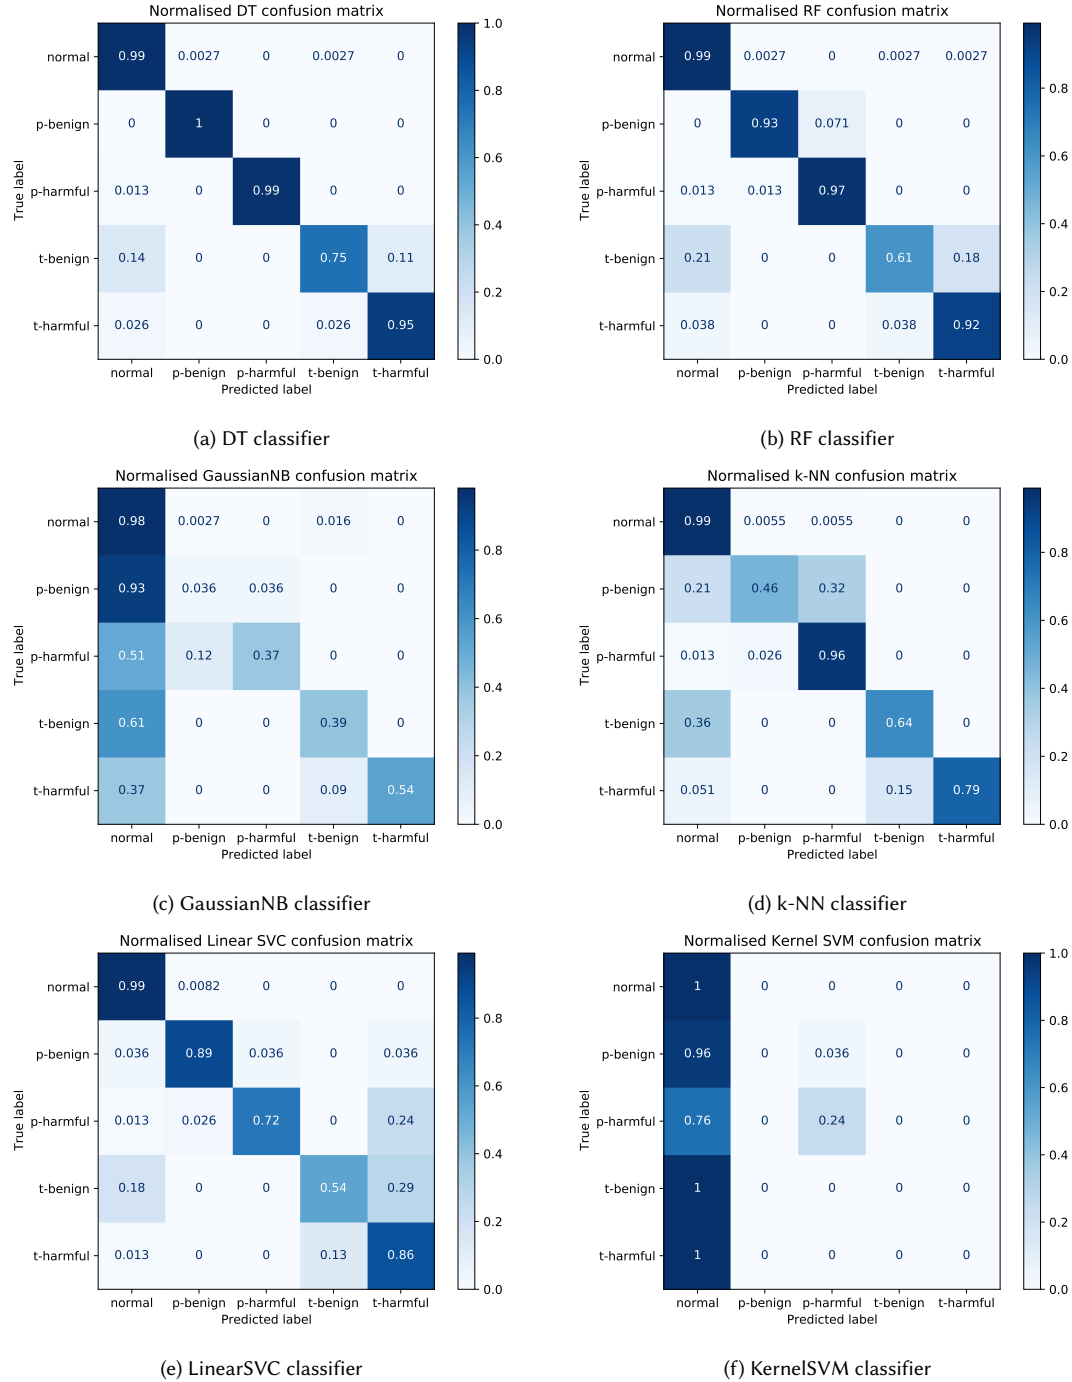 Normalised DT confusion matrix
True label
normal 0.99 0.0027 0 0.0027 0
p-benign 0 1 0 0 0
p-harmful 0.013 0 0.99 0 0
t-benign 0.14 0 0 0.75 0.11
t-harmful 0.026 0 0 0.026 0.95
normal p-benign p-harmful t-benign t-harmful
Predicted label
1.0
0.8
0.6
0.4
0.2
0.0
(a) DT classifier
Normalised RF confusion matrix
True label
normal 0.99 0.0027 0 0.0027 0.0027
p-benign 0 0.93 0.071 0 0
p-harmful 0.013 0.013 0.97 0 0
t-benign 0.21 0 0 0.61 0.18
t-harmful 0.038 0 0 0.038 0.92
normal p-benign p-harmful t-benign t-harmful
Predicted label
0.8
0.6
0.4
0.2
0.0
(b) RF classifier
Normalised GaussianNB confusion matrix
True label
normal 0.98 0.0027 0 0.016 0
p-benign 0.93 0.036 0.036 0 0
p-harmful 0.51 0.12 0.37 0 0
t-benign 0.61 0 0 0.39 0
t-harmful 0.37 0 0 0.09 0.54
normal p-benign p-harmful t-benign t-harmful
Predicted label
0.8
0.6
0.4
0.2
0.0
(c) GaussianNB classifier
Normalised k-NN confusion matrix
True label
normal 0.99 0.0055 0.0055 0 0
p-benign 0.21 0.46 0.32 0 0
p-harmful 0.013 0.026 0.96 0 0
t-benign 0.36 0 0 0.64 0
t-harmful 0.051 0 0 0.15 0.79
normal p-benign p-harmful t-benign t-harmful
Predicted label
0.8
0.6
0.4
0.2
0.0
(d) k-NN classifier
Normalised Linear SVC confusion matrix
True label
normal 0.99 0.0082 0 0 0
p-benign 0.036 0.89 0.036 0 0.036
p-harmful 0.013 0.026 0.72 0 0.24
t-benign 0.18 0 0 0.54 0.29
t-harmful 0.013 0 0 0.13 0.86
normal p-benign p-harmful t-benign t-harmful
Predicted label
0.8
0.6
0.4
0.2
0.0
(e) LinearSVC classifier
Normalised Kernel SVM confusion matrix
True label
normal 1 0 0 0 0
p-benign 0.96 0 0.036 0 0
p-harmful 0.76 0 0.24 0 0
t-benign 1 0 0 0 0
t-harmful 1 0 0 0 0
normal p-benign p-harmful t-benign t-harmful
Predicted label
1.0
0.8
0.6
0.4
0.2
0.0
(f) KernelSVM classifier